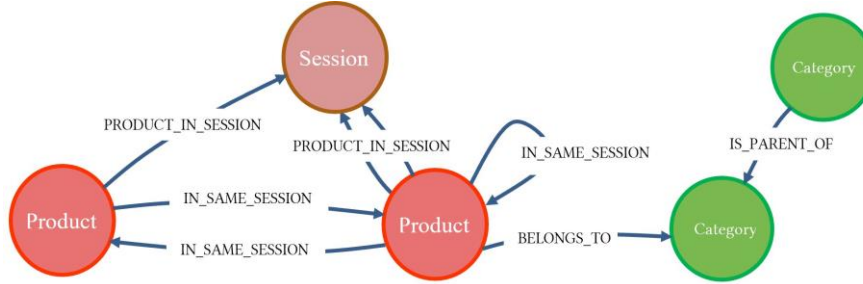 Session
Category
PRODUCT_IN_SESSION
PRODUCT_IN_SESSION
IN_SAME_SESSION
IS_PARENT_OF
IN_SAME_SESSION
Product
Product
Category
IN_SAME_SESSION
BELONGS_TO